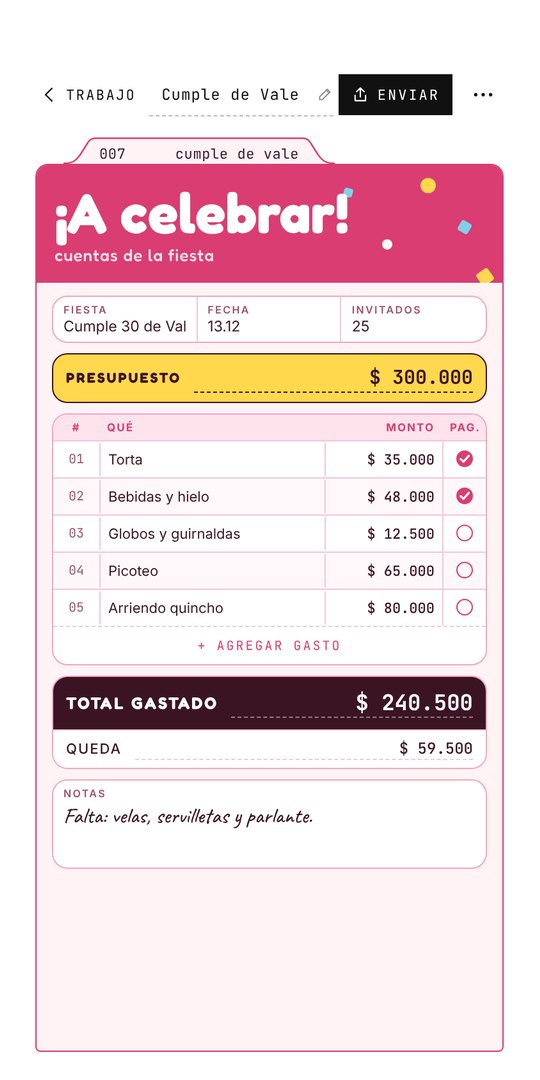 TRABAJO Cumple de Vale ENVIAR
007 cumple de vale
¡A celebrar!
cuentas de la fiesta
FIESTA FECHA INVITADOS
Cumple 30 de Val 13.12 25
PRESUPUESTO $ 300.000
# QUÉ MONTO PAG.
01 Torta $ 35.000
02 Bebidas y hielo $ 48.000
03 Globos y guirnaldas $ 12.500
04 Picoteo $ 65.000
05 Arriendo quincho $ 80.000
+ AGREGAR GASTO
TOTAL GASTADO $ 240.500
QUEDA $ 59.500
NOTAS
Falta: velas, servilletas y parlante.